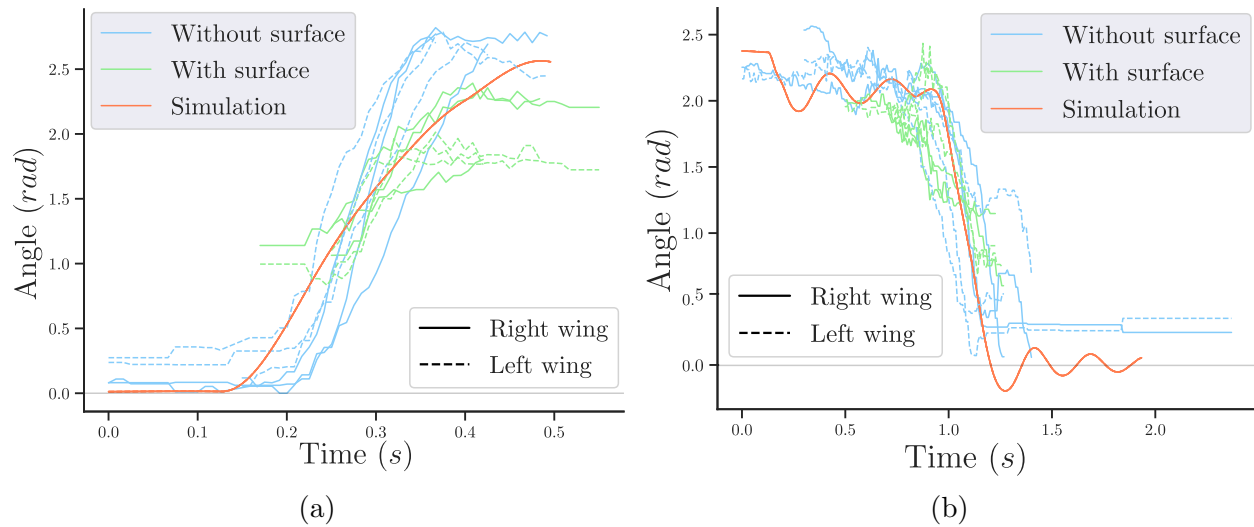 Without surface
With surface
Simulation
Right wing
Left wing
Angle (rad)
2.5
2.0
1.5
1.0
0.5
0.0
0.0 0.1 0.2 0.3 0.4 0.5
Time (s)
(a)
Without surface
With surface
Simulation
Right wing
Left wing
Angle (rad)
2.5
2.0
1.5
1.0
0.5
0.0
0.0 0.5 1.0 1.5 2.0
Time (s)
(b)